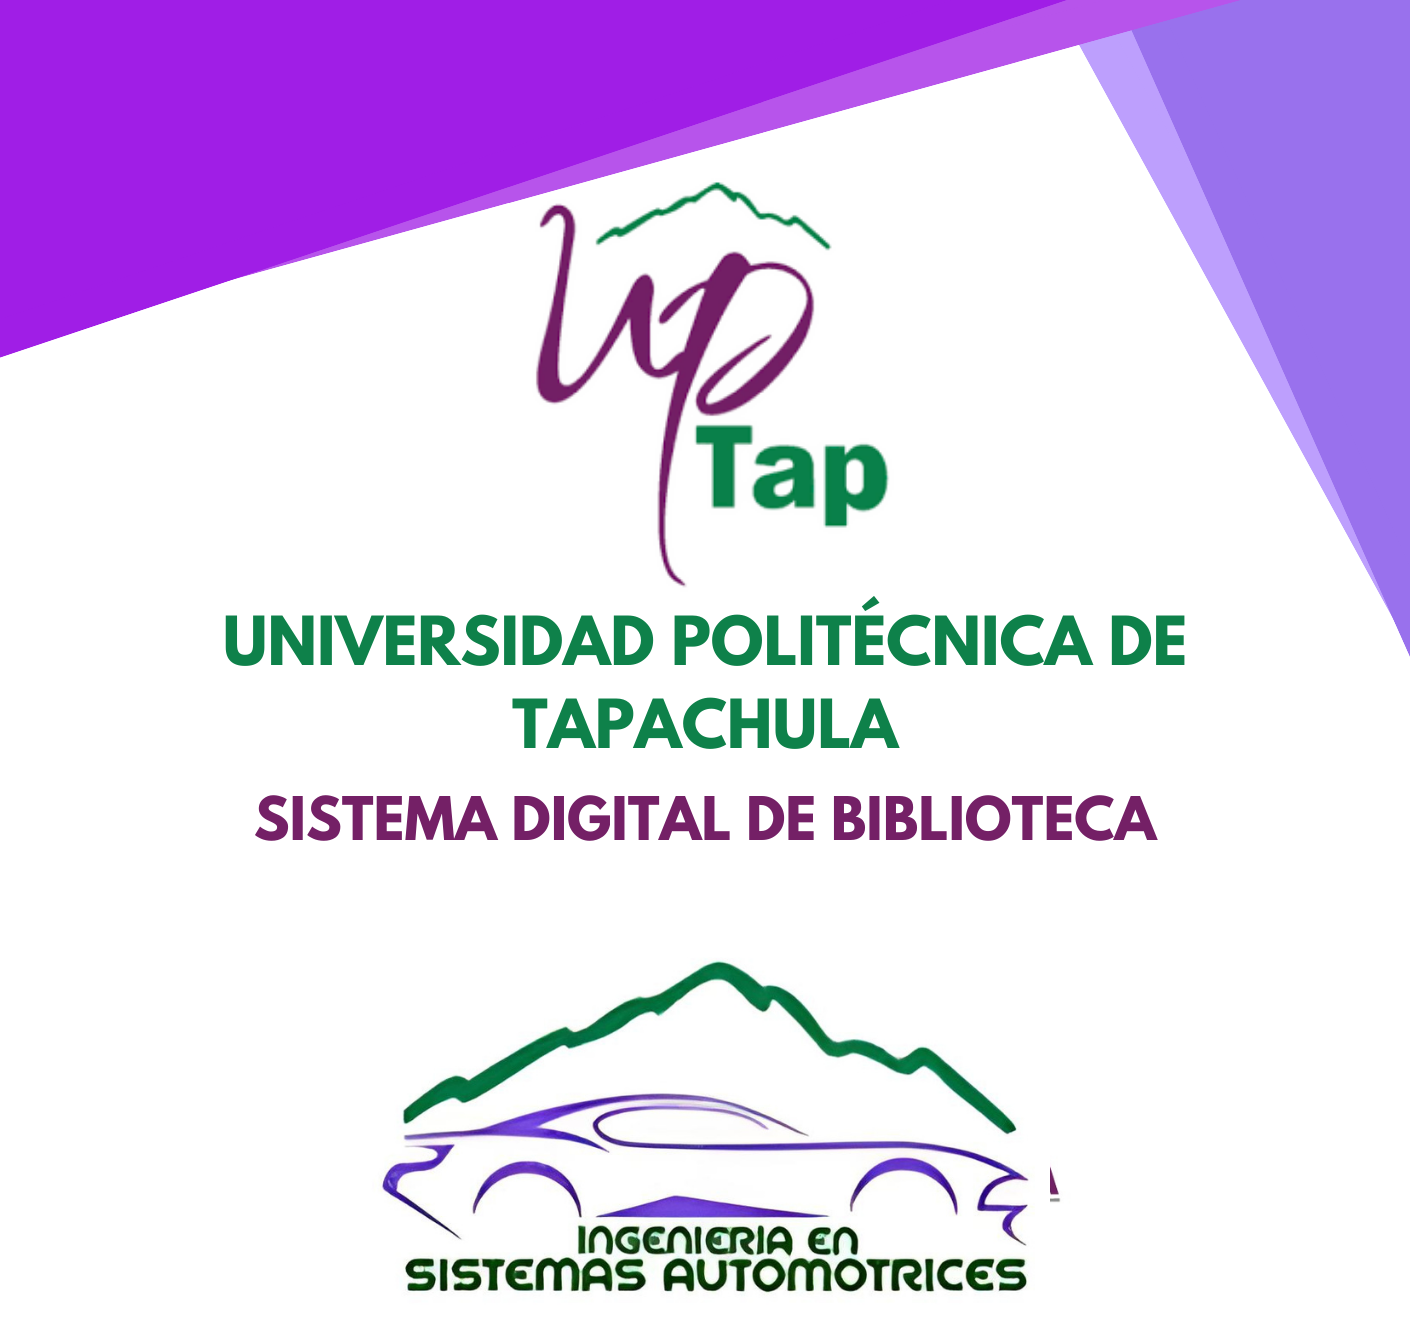 up
Tap
UNIVERSIDAD POLITÉCNICA DE
TAPACHULA
SISTEMA DIGITAL DE BIBLIOTECA
INGENIERIA EN
SISTEMAS AUTOMOTRICES